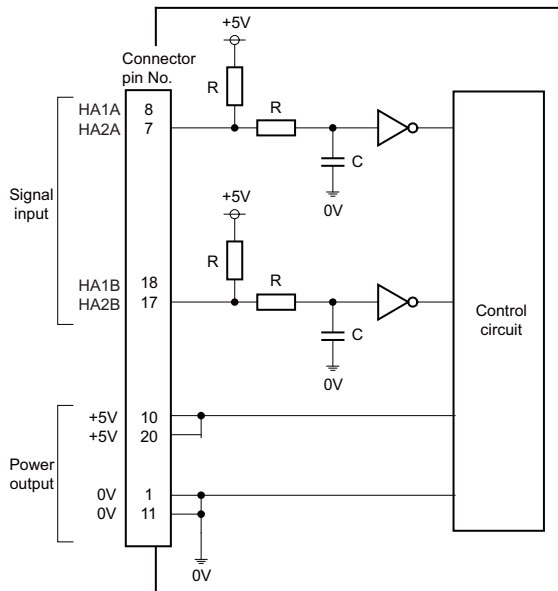 +5V
Connector
pin No.
R
R
HA1A 8
HA2A 7
C
0V
Signal
input
+5V
R
R
HA1B 18
HA2B 17
C
0V
Control
circuit
+5V 10
+5V 20
Power
output
0V 1
0V 11
0V